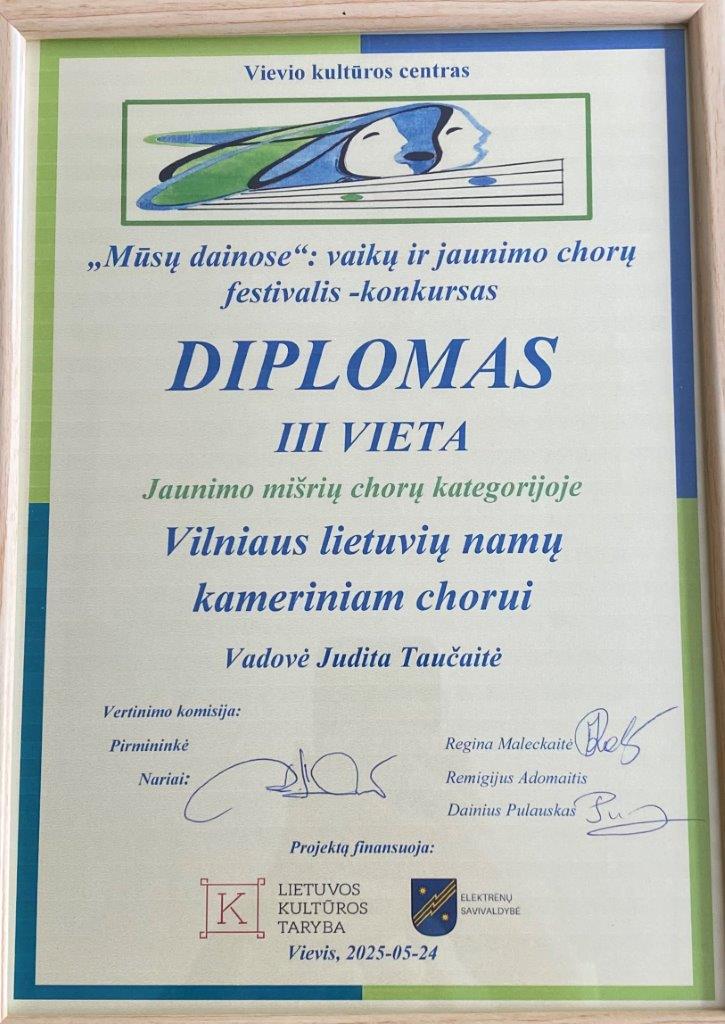 Vievio kultūros centras
„Mūsų dainose“: vaikų ir jaunimo chorų
festivalis -konkursas
DIPLOMAS
III VIETA
Jaunimo mišrių chorų kategorijoje
Vilniaus lietuvių namų
kameriniam chorui
Vadovė Judita Taučaitė
Vertinimo komisija:
Pirmininkė Regina Maleckaitė
Nariai: Remigijus Adomaitis
Dainius Pulauskas
Projektą finansuoja:
K LIETUVOS
KULTŪROS
TARYBA
ELEKTRĖNŲ
SAVIVALDYBĖ
Vievis, 2025-05-24